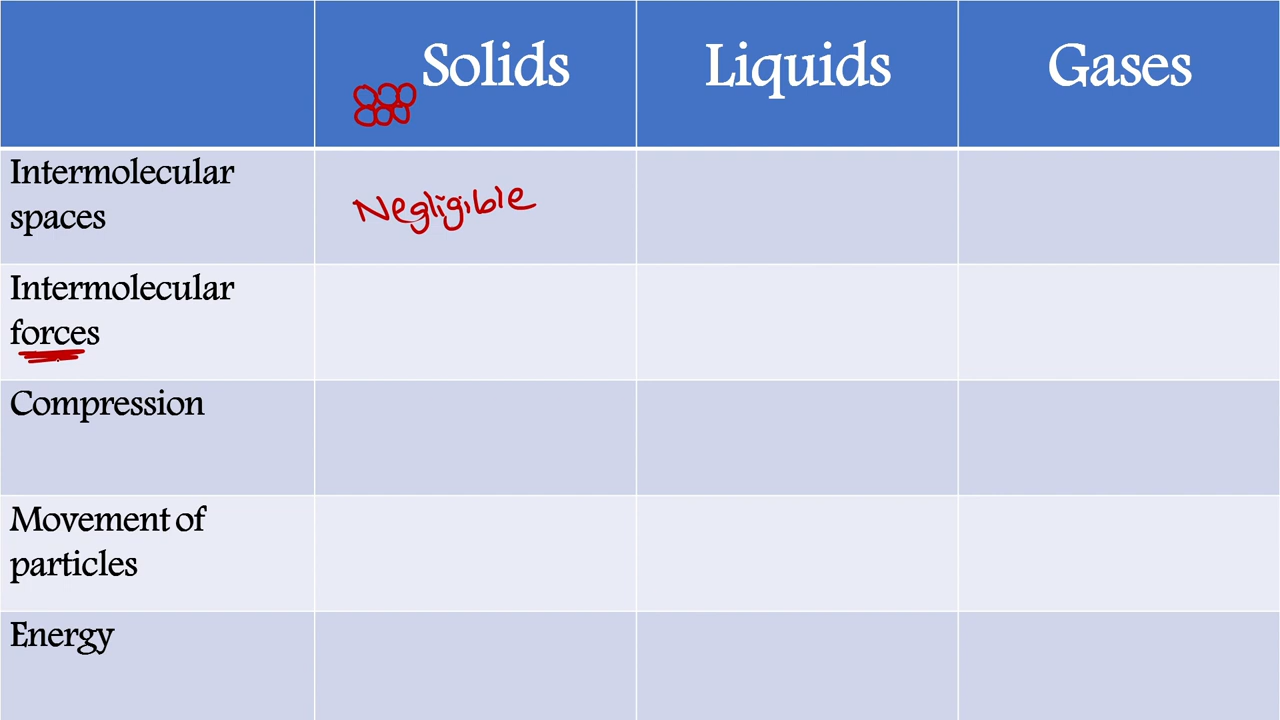 Solids
Liquids
Gases
Intermolecular
spaces
Negligible
Intermolecular
forces
Compression
Movement of
particles
Energy